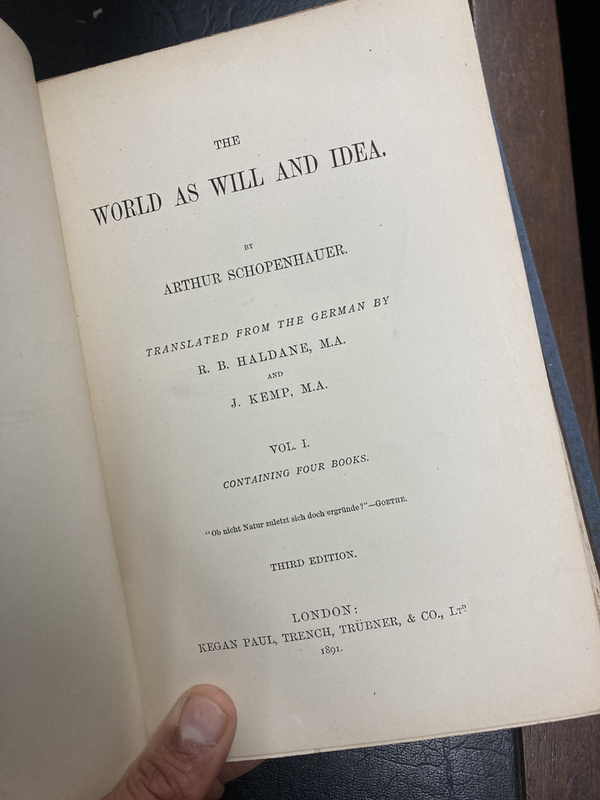 THE
WORLD AS WILL AND IDEA.
BY
ARTHUR SCHOPENHAUER.
TRANSLATED FROM THE GERMAN BY
R. B. HALDANE, M.A.
AND
J. KEMP, M.A.
VOL. I.
CONTAINING FOUR BOOKS.
"Ob nicht Natur zuletzt sich doch ergründe?"—GOETHE.
THIRD EDITION.
LONDON:
KEGAN PAUL, TRENCH, TRÜBNER, & CO., LTD.
1891.